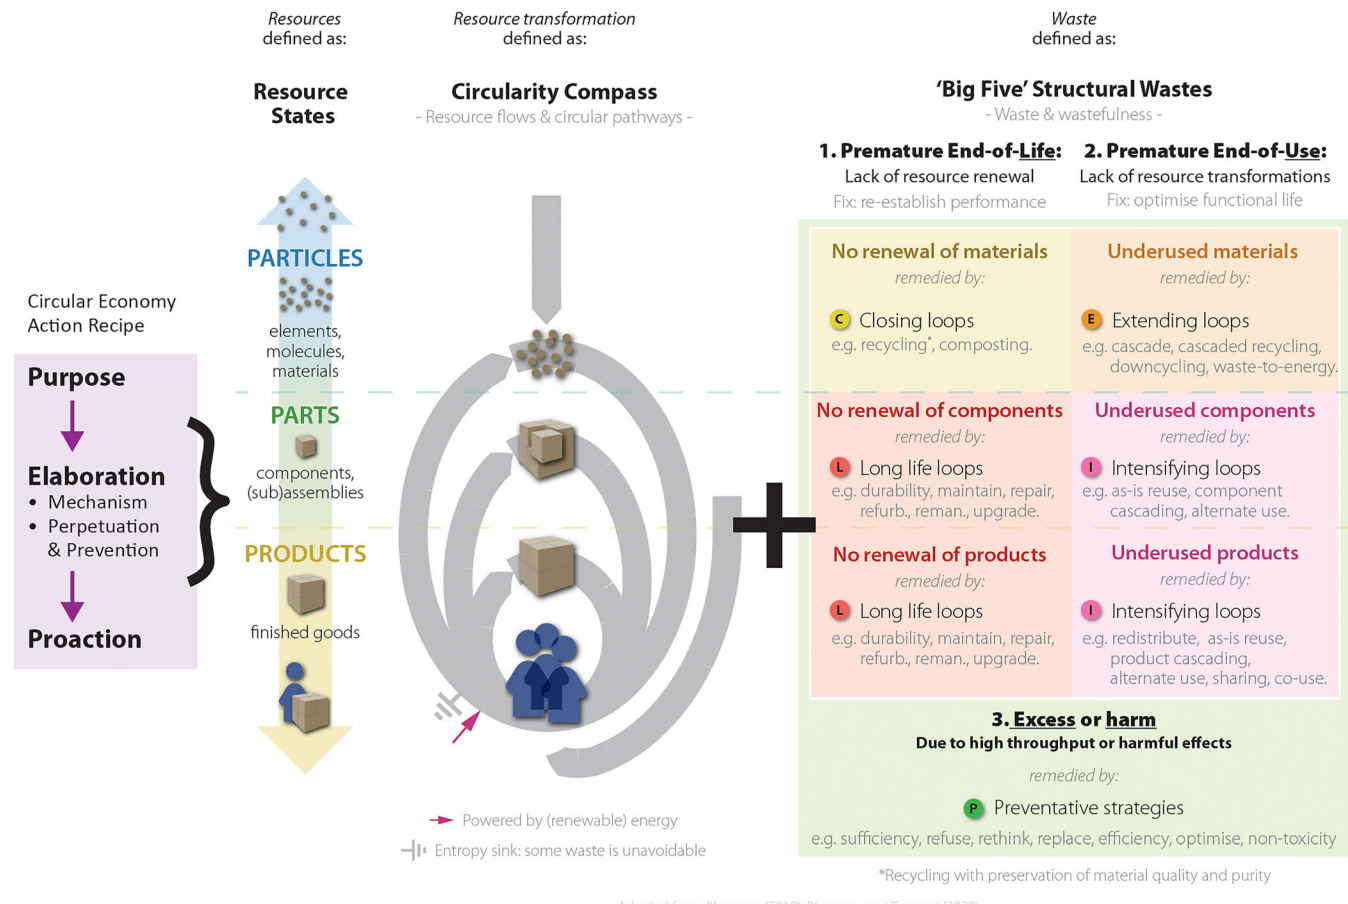 Resources
defined as:
Resource
States
Resource transformation
defined as:
Circularity Compass
- Resource flows & circular pathways -
Waste
defined as:
'Big Five' Structural Wastes
- Waste & wastefulness -
1. Premature End-of-Life:
Lack of resource renewal
Fix: re-establish performance
2. Premature End-of-Use:
Lack of resource transformations
Fix: optimise functional life
Circular Economy
Action Recipe
Purpose
Elaboration
• Mechanism
• Perpetuation
& Prevention
Proaction
PARTICLES
elements,
molecules,
materials
PARTS
components,
(sub)assemblies
PRODUCTS
finished goods
Powered by (renewable) energy
Entropy sink: some waste is unavoidable
No renewal of materials
remedied by:
C Closing loops
e.g. recycling*, composting.
Underused materials
remedied by:
E Extending loops
e.g. cascade, cascaded recycling,
downcycling, waste-to-energy.
No renewal of components
remedied by:
L Long life loops
e.g. durability, maintain, repair,
refurb., reman., upgrade.
Underused components
remedied by:
I Intensifying loops
e.g. as-is reuse, component
cascading, alternate use.
No renewal of products
remedied by:
L Long life loops
e.g. durability, maintain, repair,
refurb., reman., upgrade.
Underused products
remedied by:
I Intensifying loops
e.g. redistribute, as-is reuse,
product cascading,
alternate use, sharing, co-use.
3. Excess or harm
Due to high throughput or harmful effects
remedied by:
P Preventative strategies
e.g. sufficiency, refuse, rethink, replace, efficiency, optimise, non-toxicity
*Recycling with preservation of material quality and purity